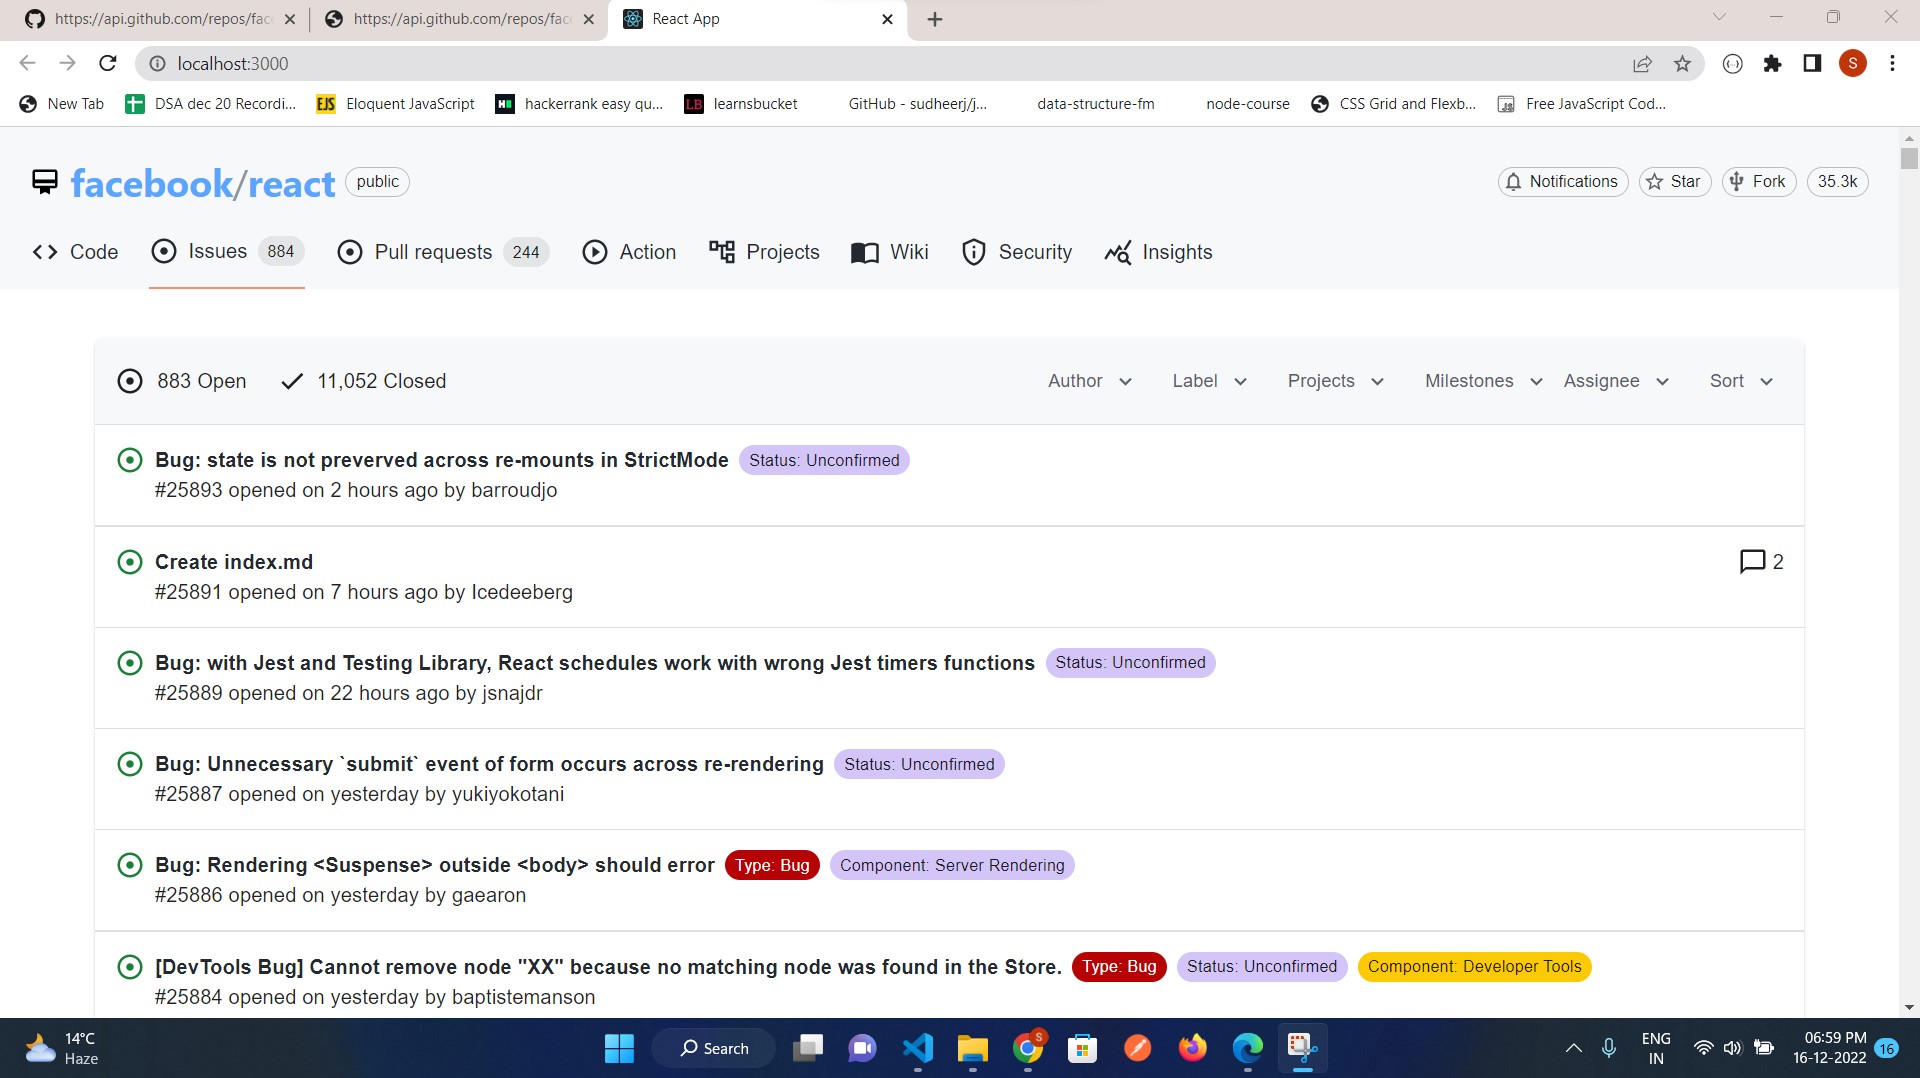 https://api.github.com/repos/fac
https://api.github.com/repos/fac
React App
localhost:3000
S
New Tab
DSA dec 20 Recordi...
EJS Eloquent JavaScript
hackerrank easy qu...
LB learnsbucket
GitHub - sudheerj/j...
data-structure-fm
node-course
CSS Grid and Flexb...
Free JavaScript Cod...
facebook/react public
Notifications
Star
Fork
35.3k
Code
Issues 884
Pull requests 244
Action
Projects
Wiki
Security
Insights
883 Open
11,052 Closed
Author
Label
Projects
Milestones
Assignee
Sort
Bug: state is not preverved across re-mounts in StrictMode Status: Unconfirmed
#25893 opened on 2 hours ago by barroudjo
Create index.md
2
#25891 opened on 7 hours ago by Icedeeberg
Bug: with Jest and Testing Library, React schedules work with wrong Jest timers functions Status: Unconfirmed
#25889 opened on 22 hours ago by jsnajdr
Bug: Unnecessary `submit` event of form occurs across re-rendering Status: Unconfirmed
#25887 opened on yesterday by yukiyokotani
Bug: Rendering <Suspense> outside <body> should error Type: Bug Component: Server Rendering
#25886 opened on yesterday by gaearon
[DevTools Bug] Cannot remove node "XX" because no matching node was found in the Store. Type: Bug Status: Unconfirmed Component: Developer Tools
#25884 opened on yesterday by baptistemanson
14°C
Haze
Search
S
ENG
IN
06:59 PM
16-12-2022
16